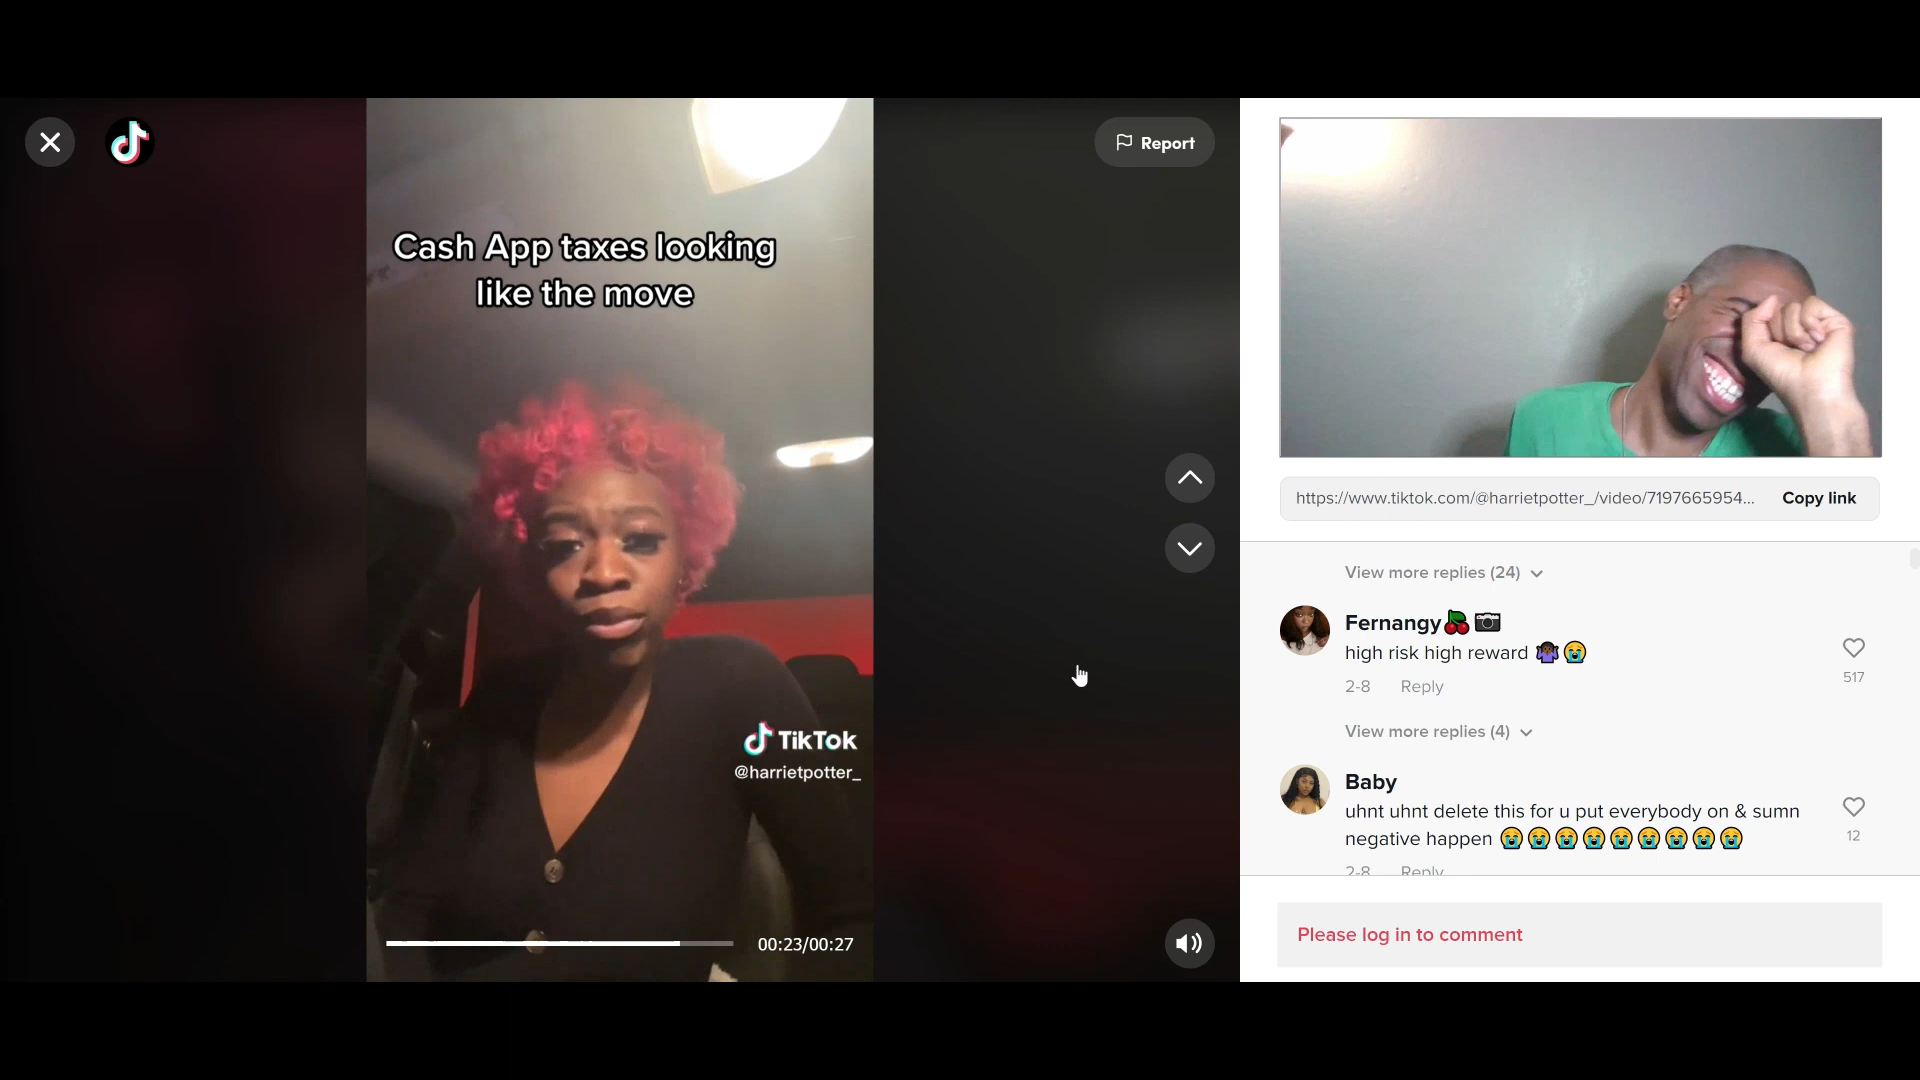 Report
Cash App taxes looking
like the move
TikTok
@harrietpotter_
00:23/00:27
https://www.tiktok.com/@harrietpotter_/video/7197665954...
Copy link
View more replies (24)
Fernangy🍒📷
high risk high reward 🤷🏿‍♀️😭
2-8 Reply
517
View more replies (4)
Baby
uhnt uhnt delete this for u put everybody on & sumn
negative happen 😭😭😭😭😭😭😭😭😭
12
2-8 Reply
Please log in to comment